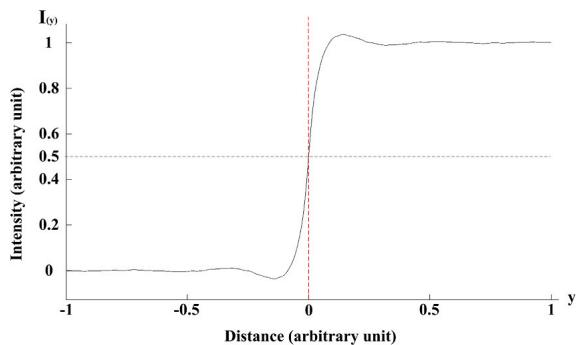 I(y)
1
0.8
0.6
0.5
0.4
0.2
0
Intensity (arbitrary unit)
-1 -0.5 0 0.5 1
y
Distance (arbitrary unit)